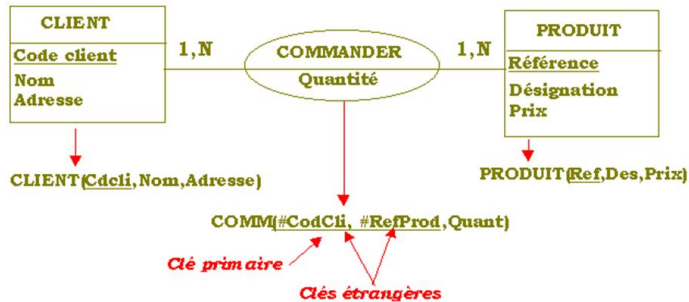 CLIENT
Code client
Nom
Adresse
1,N
COMMANDER
Quantité
1,N
PRODUIT
Référence
Désignation
Prix
CLIENT(Cdcli,Nom,Adresse)
PRODUIT(Ref,Des,Prix)
COMM(#CodCli, #RefProd,Quant)
Clé primaire
Clés étrangères